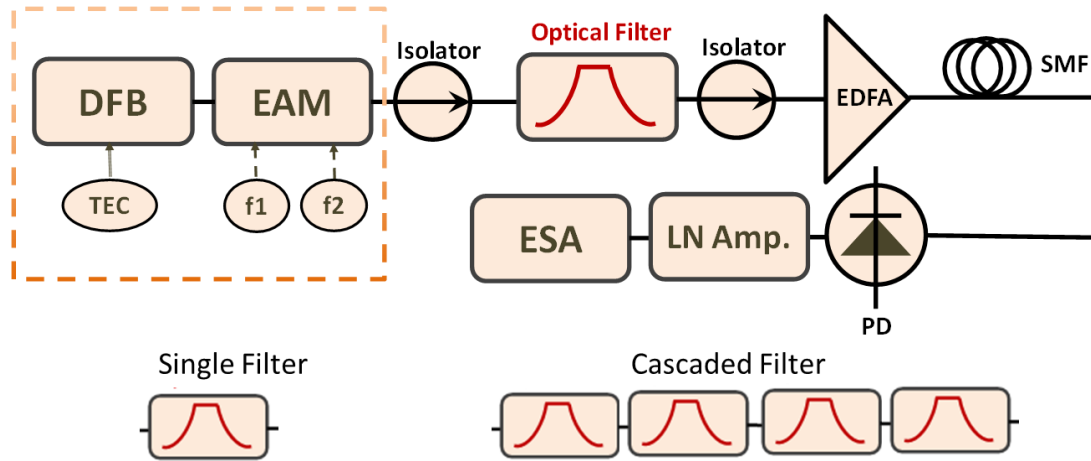 Isolator
Optical Filter
Isolator
DFB
EAM
EDFA
SMF
TEC
f1
f2
ESA
LN Amp.
PD
Single Filter
Cascaded Filter